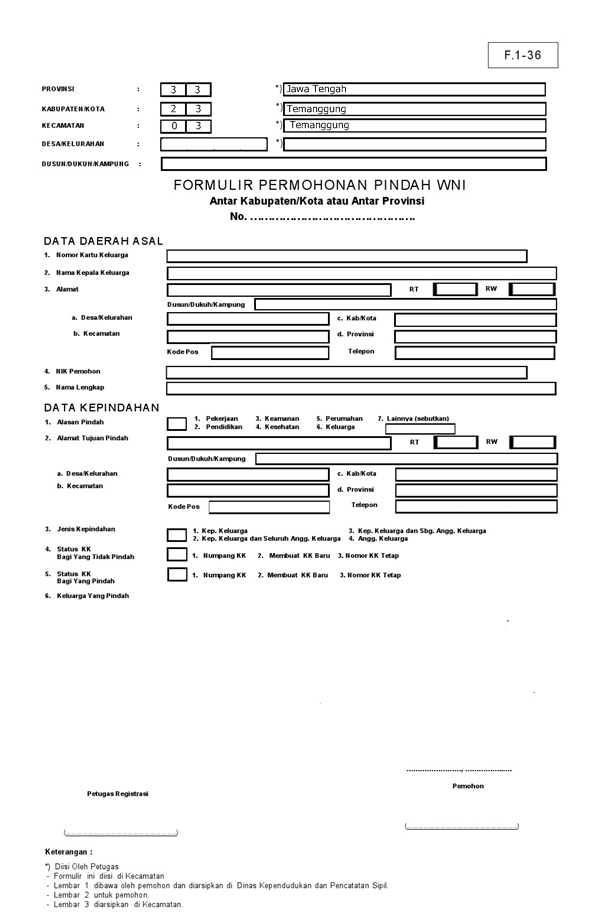 F.1-36
PROVINSI : 3 3 *) Jawa Tengah
KABUPATEN/KOTA : 2 3 *) Temanggung
KECAMATAN : 0 3 *) Temanggung
DESA/KELURAHAN : *)
DUSUN/DUKUH/KAMPUNG :
FORMULIR PERMOHONAN PINDAH WNI
Antar Kabupaten/Kota atau Antar Provinsi
No. ..............................................
DATA DAERAH ASAL
1. Nomor Kartu Keluarga
2. Nama Kepala Keluarga
3. Alamat RT RW
Dusun/Dukuh/Kampung
a. Desa/Kelurahan c. Kab/Kota
b. Kecamatan d. Provinsi
Kode Pos Telepon
4. NIK Pemohon
5. Nama Lengkap
DATA KEPINDAHAN
1. Alasan Pindah 1. Pekerjaan 3. Keamanan 5. Perumahan 7. Lainnya (sebutkan)
2. Pendidikan 4. Kesehatan 6. Keluarga
2. Alamat Tujuan Pindah RT RW
Dusun/Dukuh/Kampung
a. Desa/Kelurahan c. Kab/Kota
b. Kecamatan d. Provinsi
Kode Pos Telepon
3. Jenis Kepindahan 1. Kep. Keluarga 3. Kep. Keluarga dan Sbg. Angg. Keluarga
2. Kep. Keluarga dan Seluruh Angg. Keluarga 4. Angg. Keluarga
4. Status KK
Bagi Yang Tidak Pindah 1. Numpang KK 2. Membuat KK Baru 3. Nomor KK Tetap
5. Status KK
Bagi Yang Pindah 1. Numpang KK 2. Membuat KK Baru 3. Nomor KK Tetap
6. Keluarga Yang Pindah
........................, ....................
Pemohon
Petugas Registrasi
(........................................) (........................................)
Keterangan :
*) Diisi Oleh Petugas
- Formulir ini diisi di Kecamatan
- Lembar 1 dibawa oleh pemohon dan diarsipkan di Dinas Kependudukan dan Pencatatan Sipil.
- Lembar 2 untuk pemohon.
- Lembar 3 diarsipkan di Kecamatan.